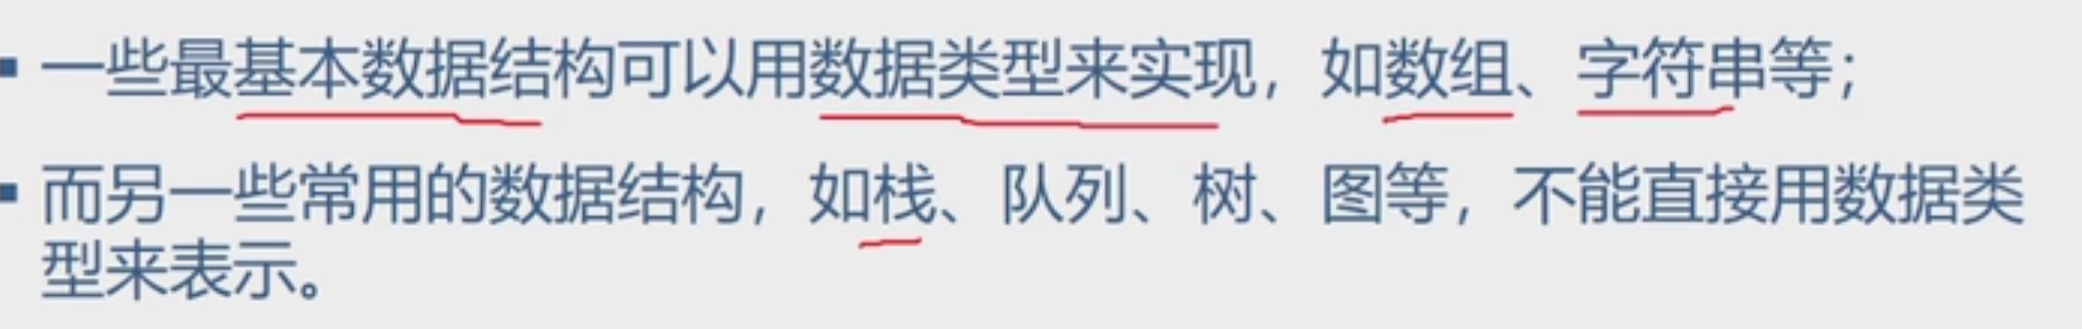 ▪ 一些最基本数据结构可以用数据类型来实现，如数组、字符串等；
▪ 而另一些常用的数据结构，如栈、队列、树、图等，不能直接用数据类
型来表示。